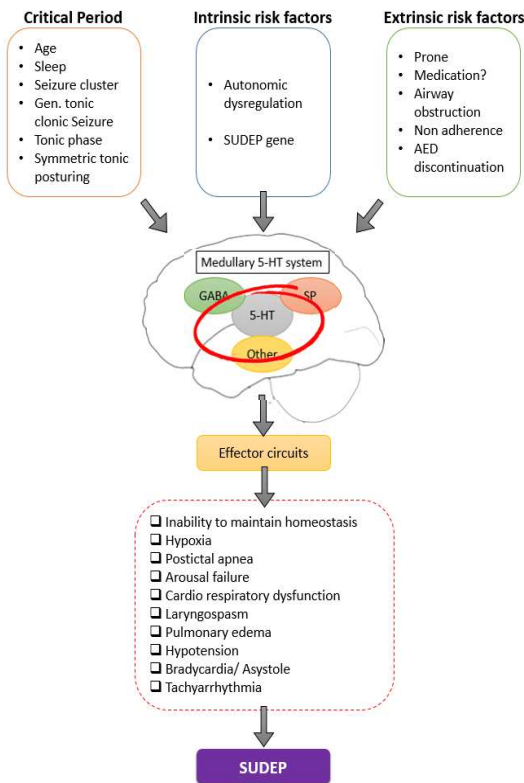 Critical Period
Age
Sleep
Seizure cluster
Gen. tonic
clonic Seizure
Tonic phase
Symmetric tonic
posturing
Intrinsic risk factors
Autonomic
dysregulation
SUDEP gene
Extrinsic risk factors
Prone
Medication?
Airway
obstruction
Non adherence
AED
discontinuation
Medullary 5-HT system
GABA
SP
5-HT
Other
Effector circuits
Inability to maintain homeostasis
Hypoxia
Postictal apnea
Arousal failure
Cardio respiratory dysfunction
Laryngospasm
Pulmonary edema
Hypotension
Bradycardia/ Asystole
Tachyarrhythmia
SUDEP